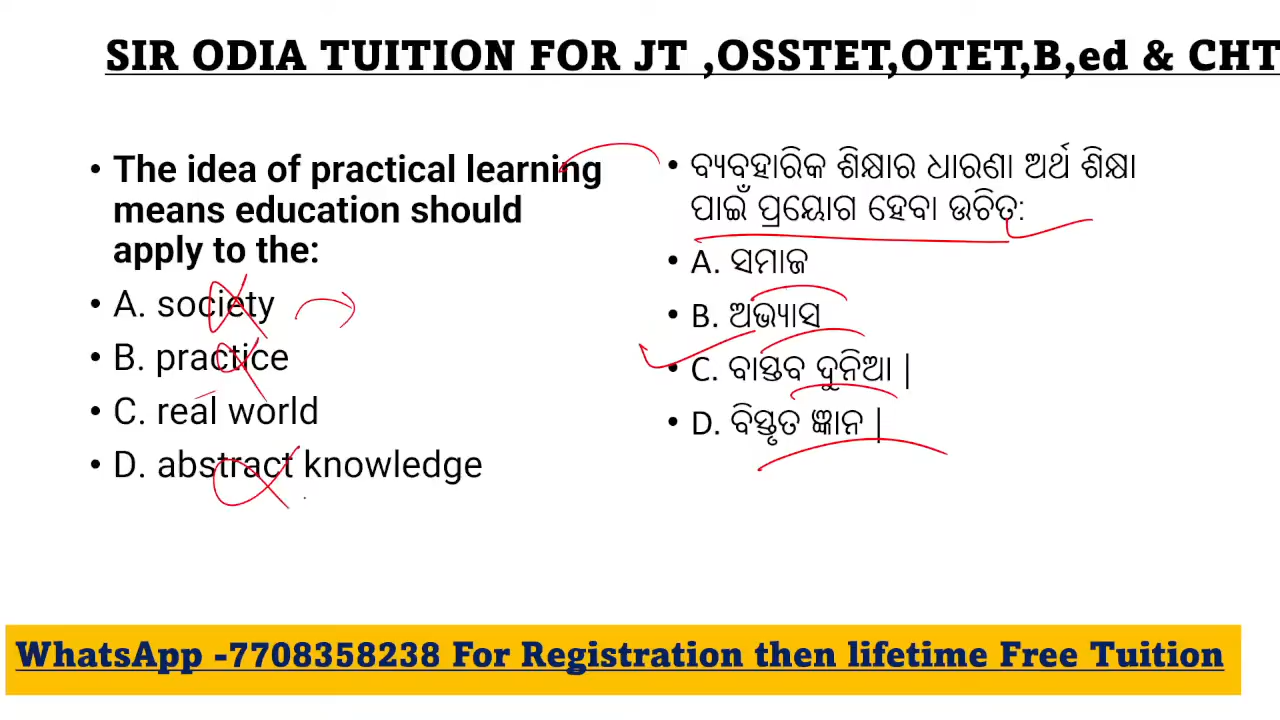 SIR ODIA TUITION FOR JT ,OSSTET,OTET,B,ed & CHT
• The idea of practical learning
means education should
apply to the:
• A. society
• B. practice
• C. real world
• D. abstract knowledge
• ବ୍ୟବହାରିକ ଶିକ୍ଷାର ଧାରଣା ଅର୍ଥ ଶିକ୍ଷା
ପାଇଁ ପ୍ରୟୋଗ ହେବା ଉଚିତ:
• A. ସମାଜ
• B. ଅଭ୍ୟାସ
• C. ବାସ୍ତବ ଦୁନିଆ |
• D. ବିସ୍ତୃତ ଜ୍ଞାନ |
WhatsApp -7708358238 For Registration then lifetime Free Tuition